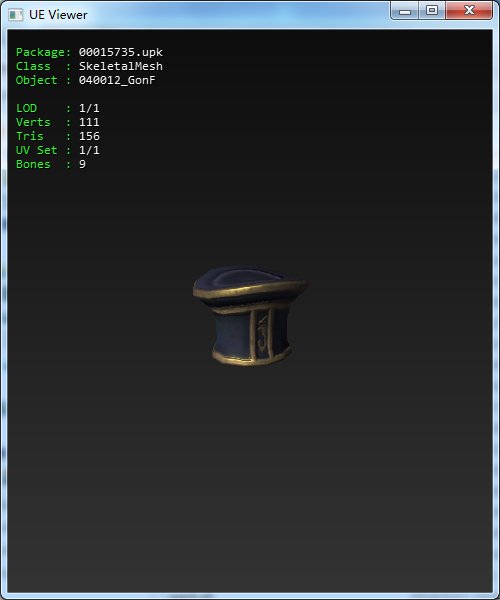 UE Viewer
Package: 00015735.upk
Class : SkeletalMesh
Object : 040012_GonF
LOD : 1/1
Verts : 111
Tris : 156
UV Set : 1/1
Bones : 9